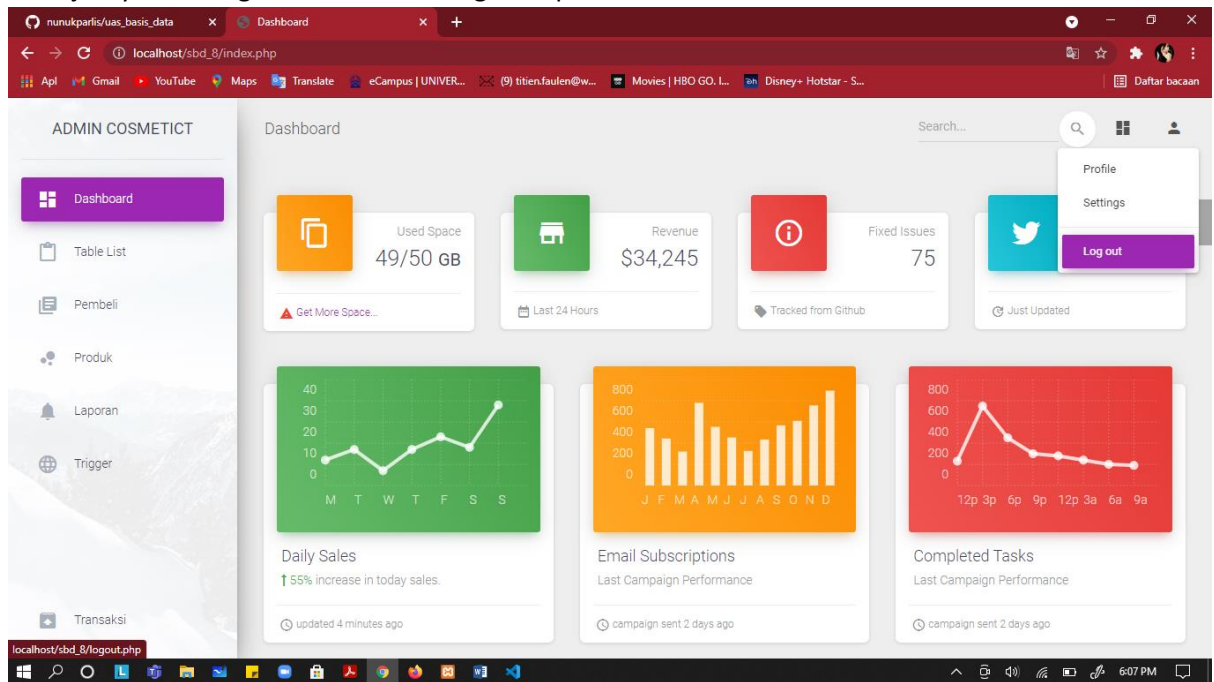 nunukparlis/uas_basis_data
Dashboard
localhost/sbd_8/index.php
Apl Gmail YouTube Maps Translate eCampus | UNIVER... (9) titien.faulen@w... Movies | HBO GO. I... Disney+ Hotstar - S... Daftar bacaan
ADMIN COSMETICT
Dashboard
Search...
Profile
Settings
Log out
Dashboard
Table List
Pembeli
Produk
Laporan
Trigger
Transaksi
Used Space
49/50 GB
Get More Space...
Revenue
$34,245
Last 24 Hours
Fixed Issues
75
Tracked from Github
Just Updated
40
30
20
10
0
M T W T F S S
Daily Sales
55% increase in today sales.
updated 4 minutes ago
800
600
400
200
0
J F M A M J J A S O N D
Email Subscriptions
Last Campaign Performance
campaign sent 2 days ago
800
600
400
200
0
12p 3p 6p 9p 12p 3a 6a 9a
Completed Tasks
Last Campaign Performance
campaign sent 2 days ago
localhost/sbd_8/logout.php
6:07 PM